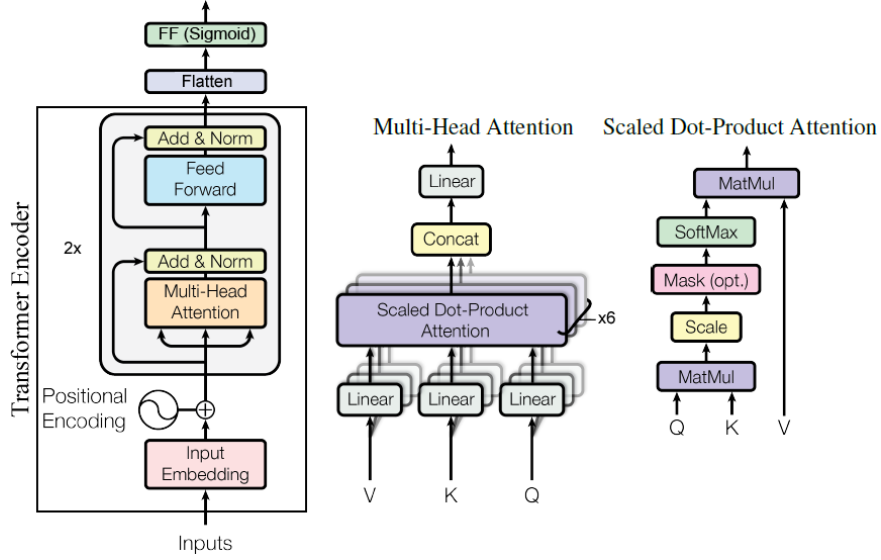 FF (Sigmoid)
Flatten
Transformer Encoder
Add & Norm
Feed
Forward
2x
Add & Norm
Multi-Head
Attention
Positional
Encoding
Input
Embedding
Inputs
Multi-Head Attention
Linear
Concat
Scaled Dot-Product
Attention
x6
Linear
Linear
Linear
V
K
Q
Scaled Dot-Product Attention
MatMul
SoftMax
Mask (opt.)
Scale
MatMul
Q
K
V